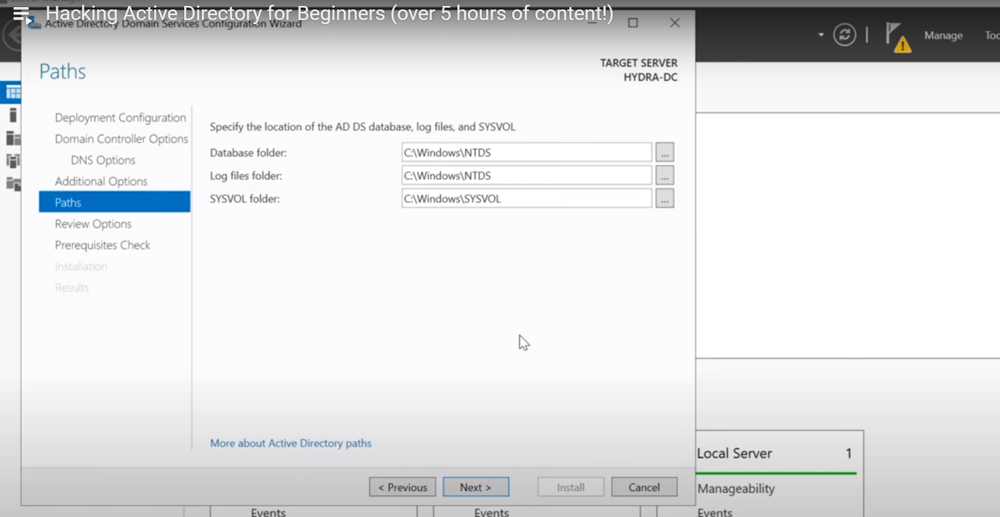 Hacking Active Directory for Beginners (over 5 hours of content!)
Active Directory Domain Services Configuration Wizard
Manage
Paths
TARGET SERVER
HYDRA-DC
Deployment Configuration
Domain Controller Options
DNS Options
Additional Options
Paths
Review Options
Prerequisites Check
Installation
Results
Specify the location of the AD DS database, log files, and SYSVOL
Database folder: C:\Windows\NTDS ...
Log files folder: C:\Windows\NTDS ...
SYSVOL folder: C:\Windows\SYSVOL ...
More about Active Directory paths
< Previous Next > Install Cancel
Local Server 1
Manageability
Events Events Events